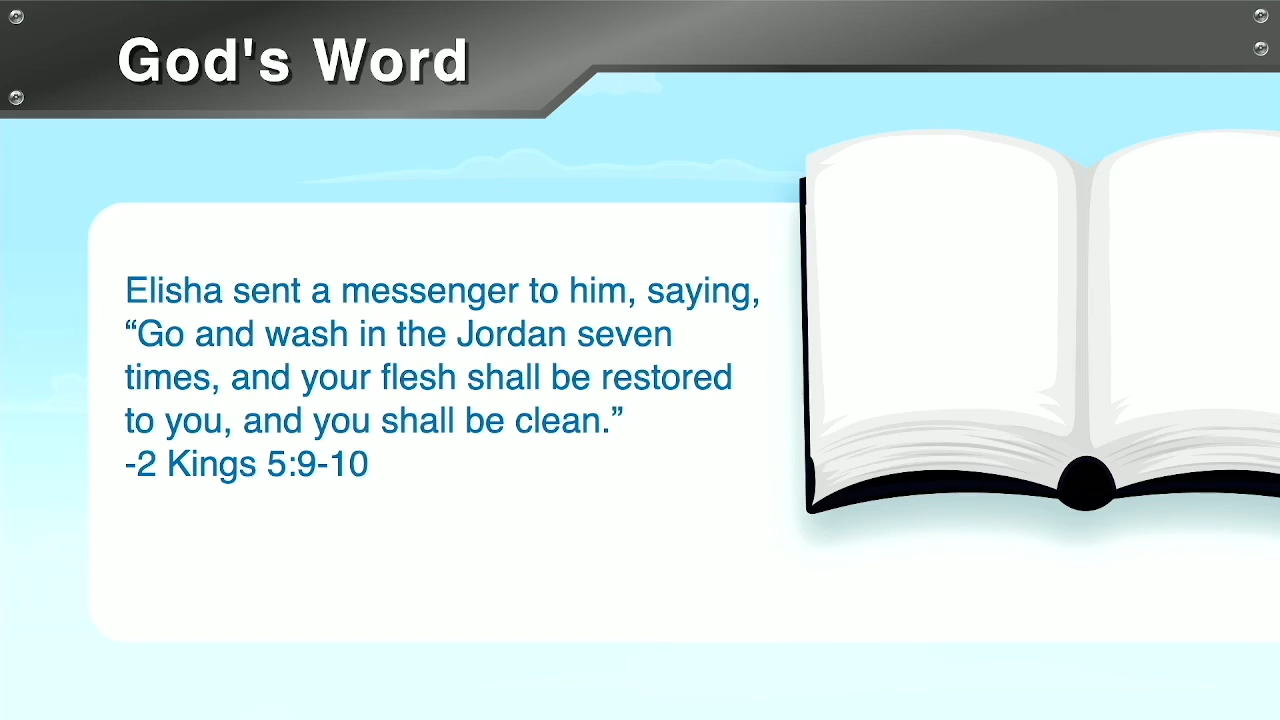 God's Word
Elisha sent a messenger to him, saying,
“Go and wash in the Jordan seven
times, and your flesh shall be restored
to you, and you shall be clean.”
-2 Kings 5:9-10